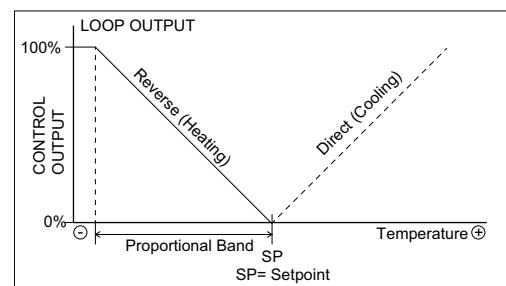 LOOP OUTPUT
100%
Reverse (Heating)
Direct (Cooling)
CONTROL
OUTPUT
0%
⊖
Temperature ⊕
Proportional Band
SP
SP= Setpoint